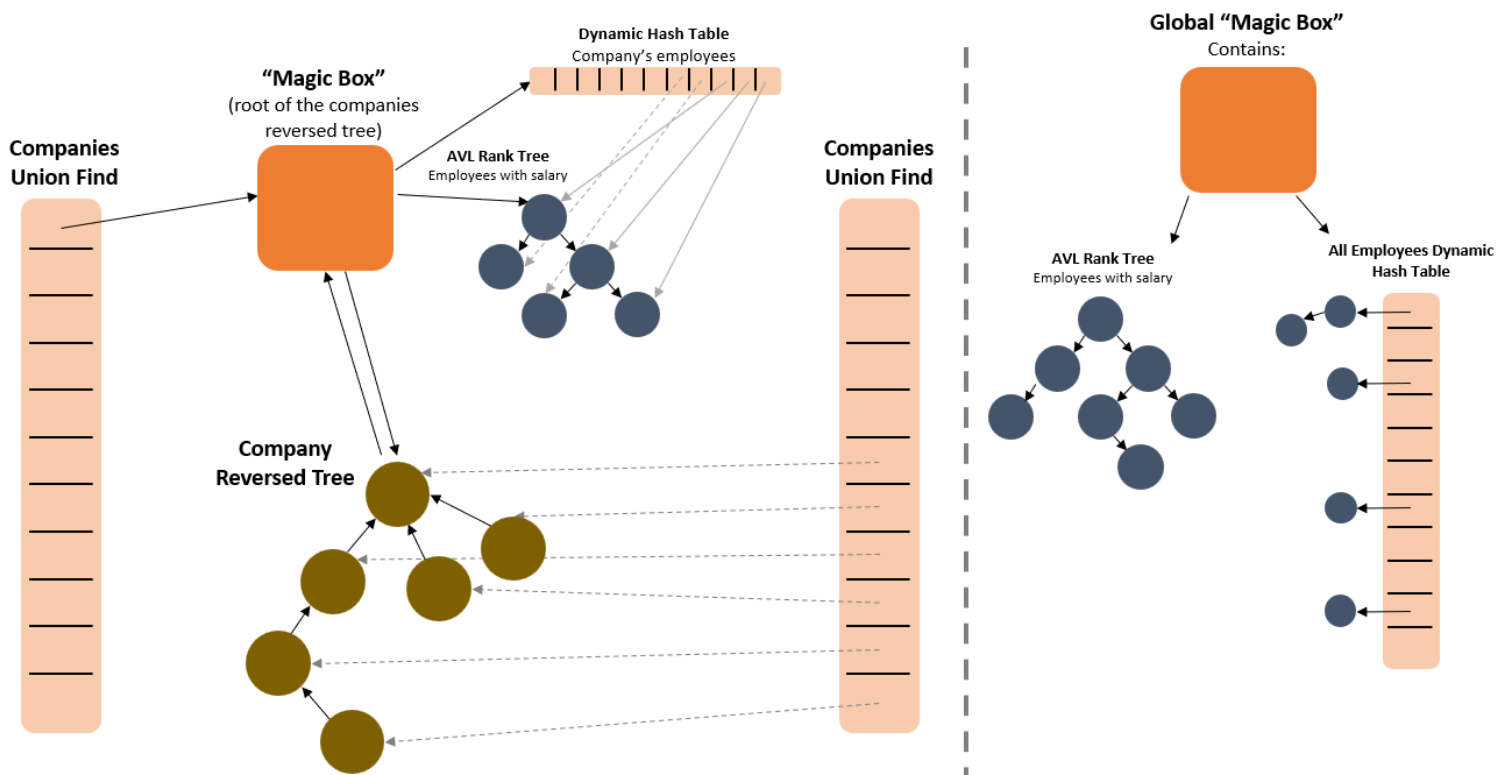 Companies
Union Find
“Magic Box”
(root of the companies
reversed tree)
Dynamic Hash Table
Company’s employees
AVL Rank Tree
Employees with salary
Company
Reversed Tree
Companies
Union Find
Global “Magic Box”
Contains:
AVL Rank Tree
Employees with salary
All Employees Dynamic
Hash Table